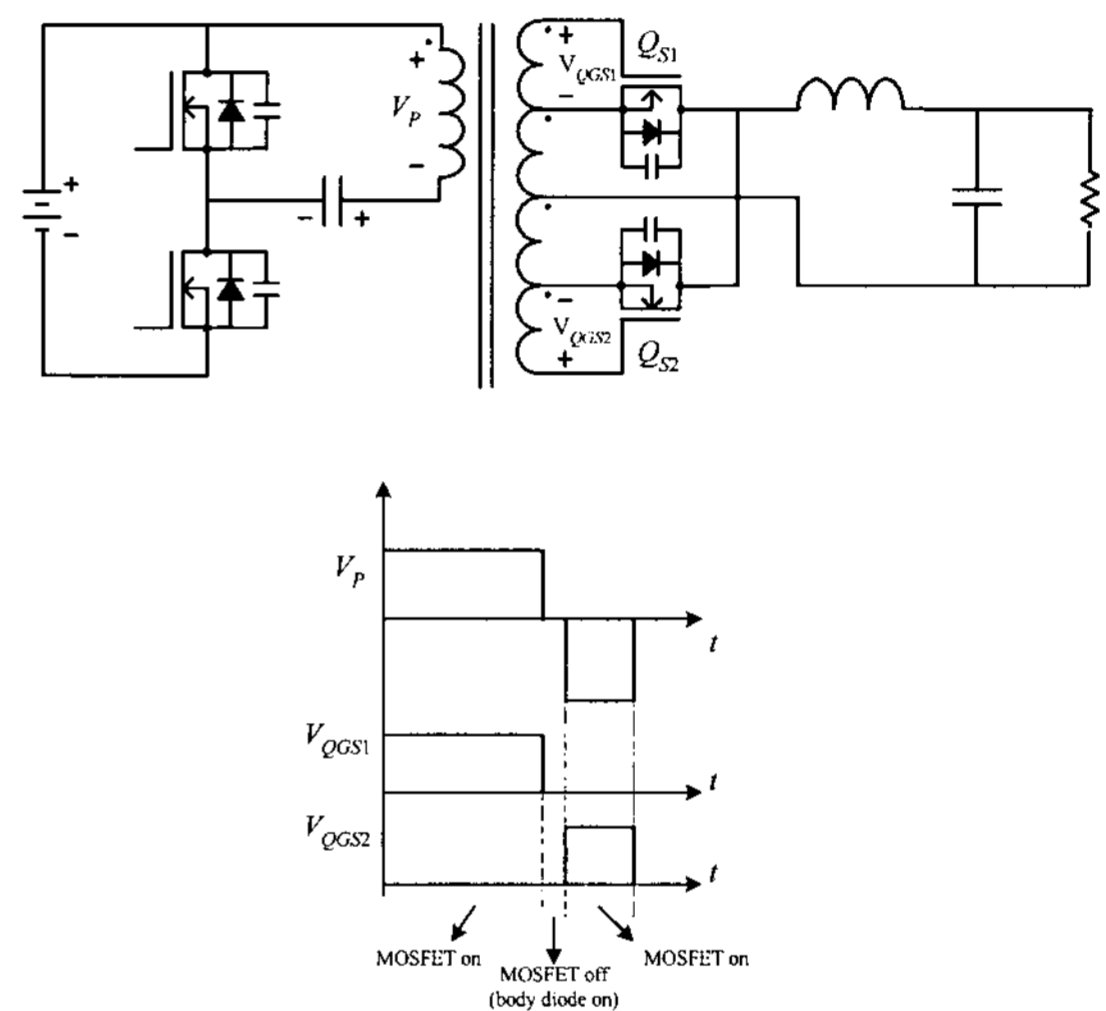 +
V_QGS1
Q_S1
−
+
V_P
−
+
−
− +
−
V_QGS2
+
Q_S2
V_P
t
V_QGS1
t
V_QGS2
t
MOSFET on
MOSFET off
(body diode on)
MOSFET on